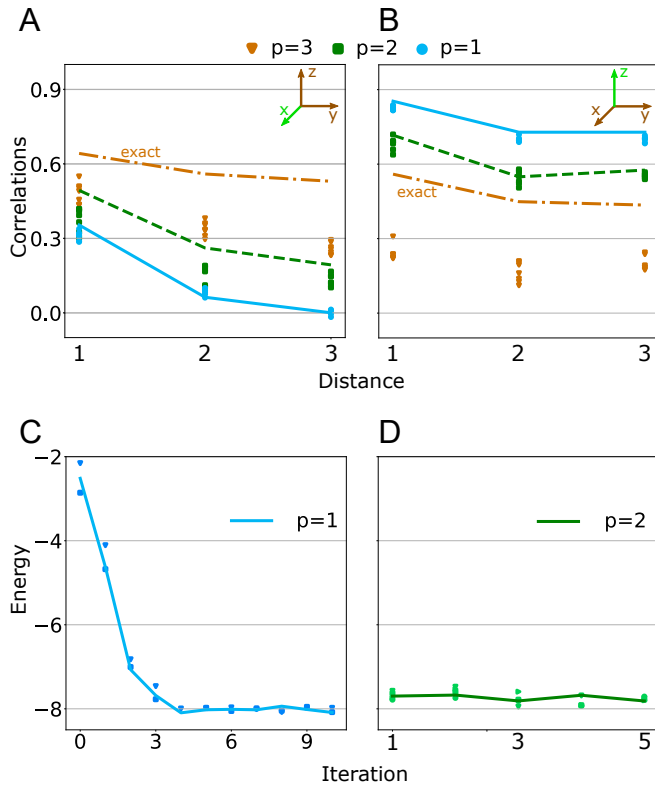 A
B
p=3 p=2 p=1
0.9
0.6
0.3
0.0
Correlations
exact
z
x
y
1 2 3
exact
z
x
y
1 2 3
Distance
C
D
−2
−4
−6
−8
Energy
p=1
0 3 6 9
p=2
1 3 5
Iteration